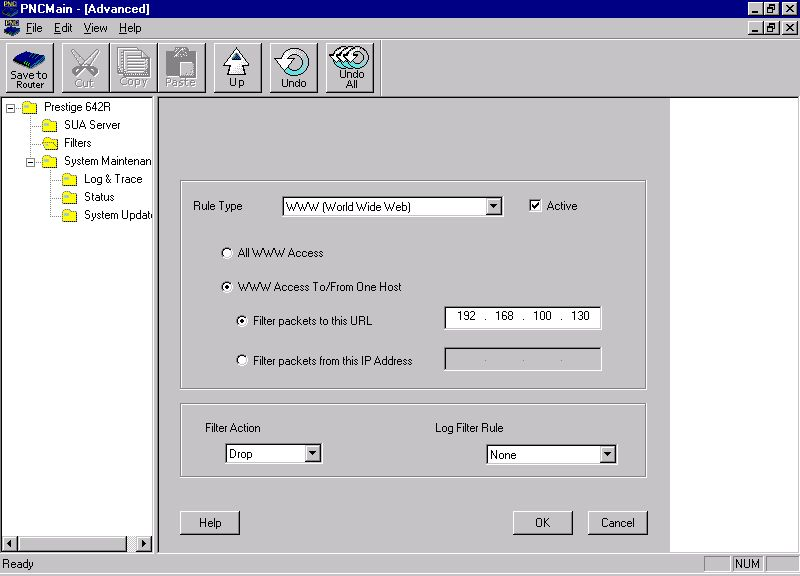 PNCMain - [Advanced]
File Edit View Help
Save to Router
Cut
Copy
Paste
Up
Undo
Undo All
Prestige 642R
SUA Server
Filters
System Maintenan
Log & Trace
Status
System Updat
Rule Type
WWW (World Wide Web)
Active
All WWW Access
WWW Access To/From One Host
Filter packets to this URL
192 . 168 . 100 . 130
Filter packets from this IP Address
. . .
Filter Action
Log Filter Rule
Drop
None
Help
OK
Cancel
Ready
NUM